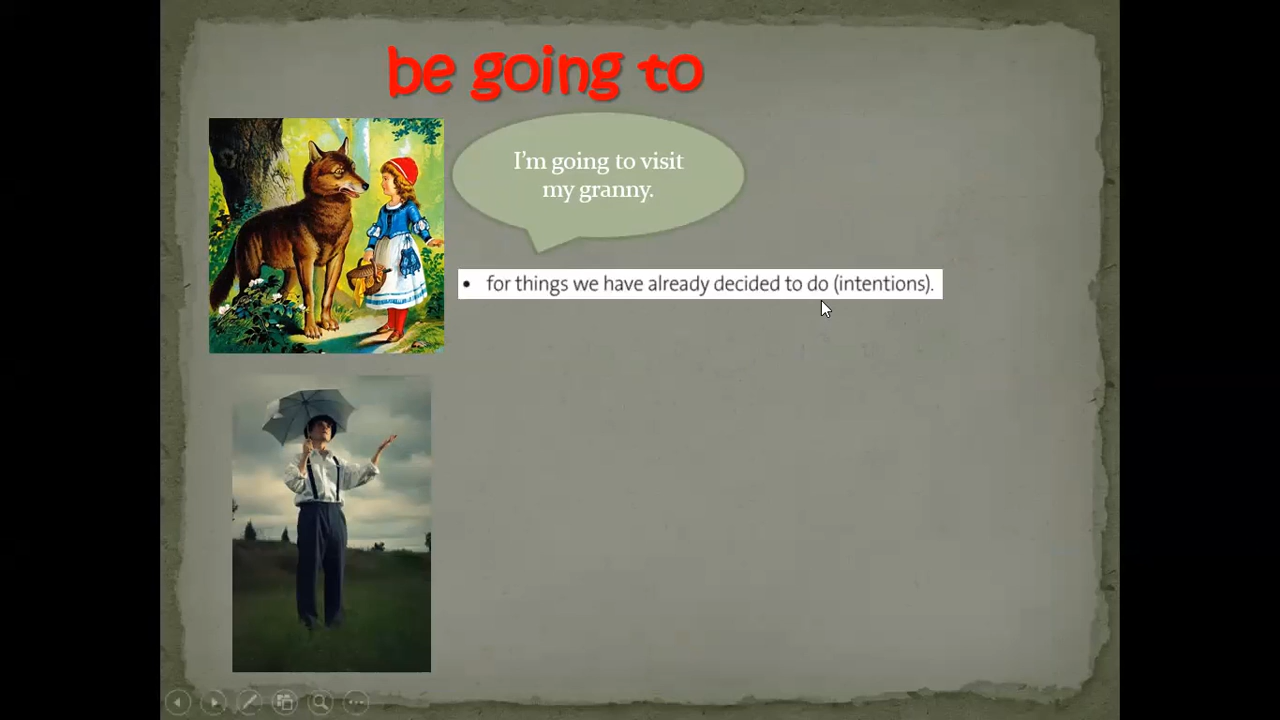 be going to
I'm going to visit
my granny.
• for things we have already decided to do (intentions).